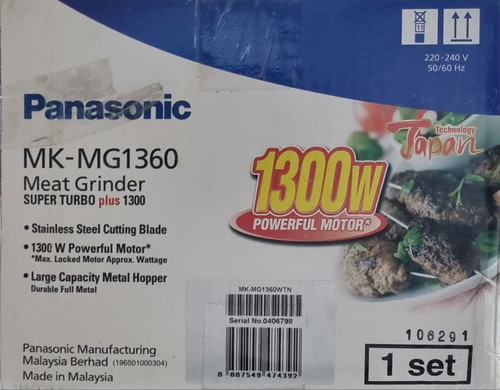 220-240 V
50/60 Hz
Panasonic
Technology
Japan
MK-MG1360
Meat Grinder
SUPER TURBO plus 1300
1300W
POWERFUL MOTOR*
• Stainless Steel Cutting Blade
• 1300 W Powerful Motor*
*Max. Locked Motor Approx. Wattage
• Large Capacity Metal Hopper
Durable Full Metal
MK-MG1360WTN
Serial No.0406798
8 887549 474392
106291
1 set
Panasonic Manufacturing
Malaysia Berhad (196501000304)
Made in Malaysia